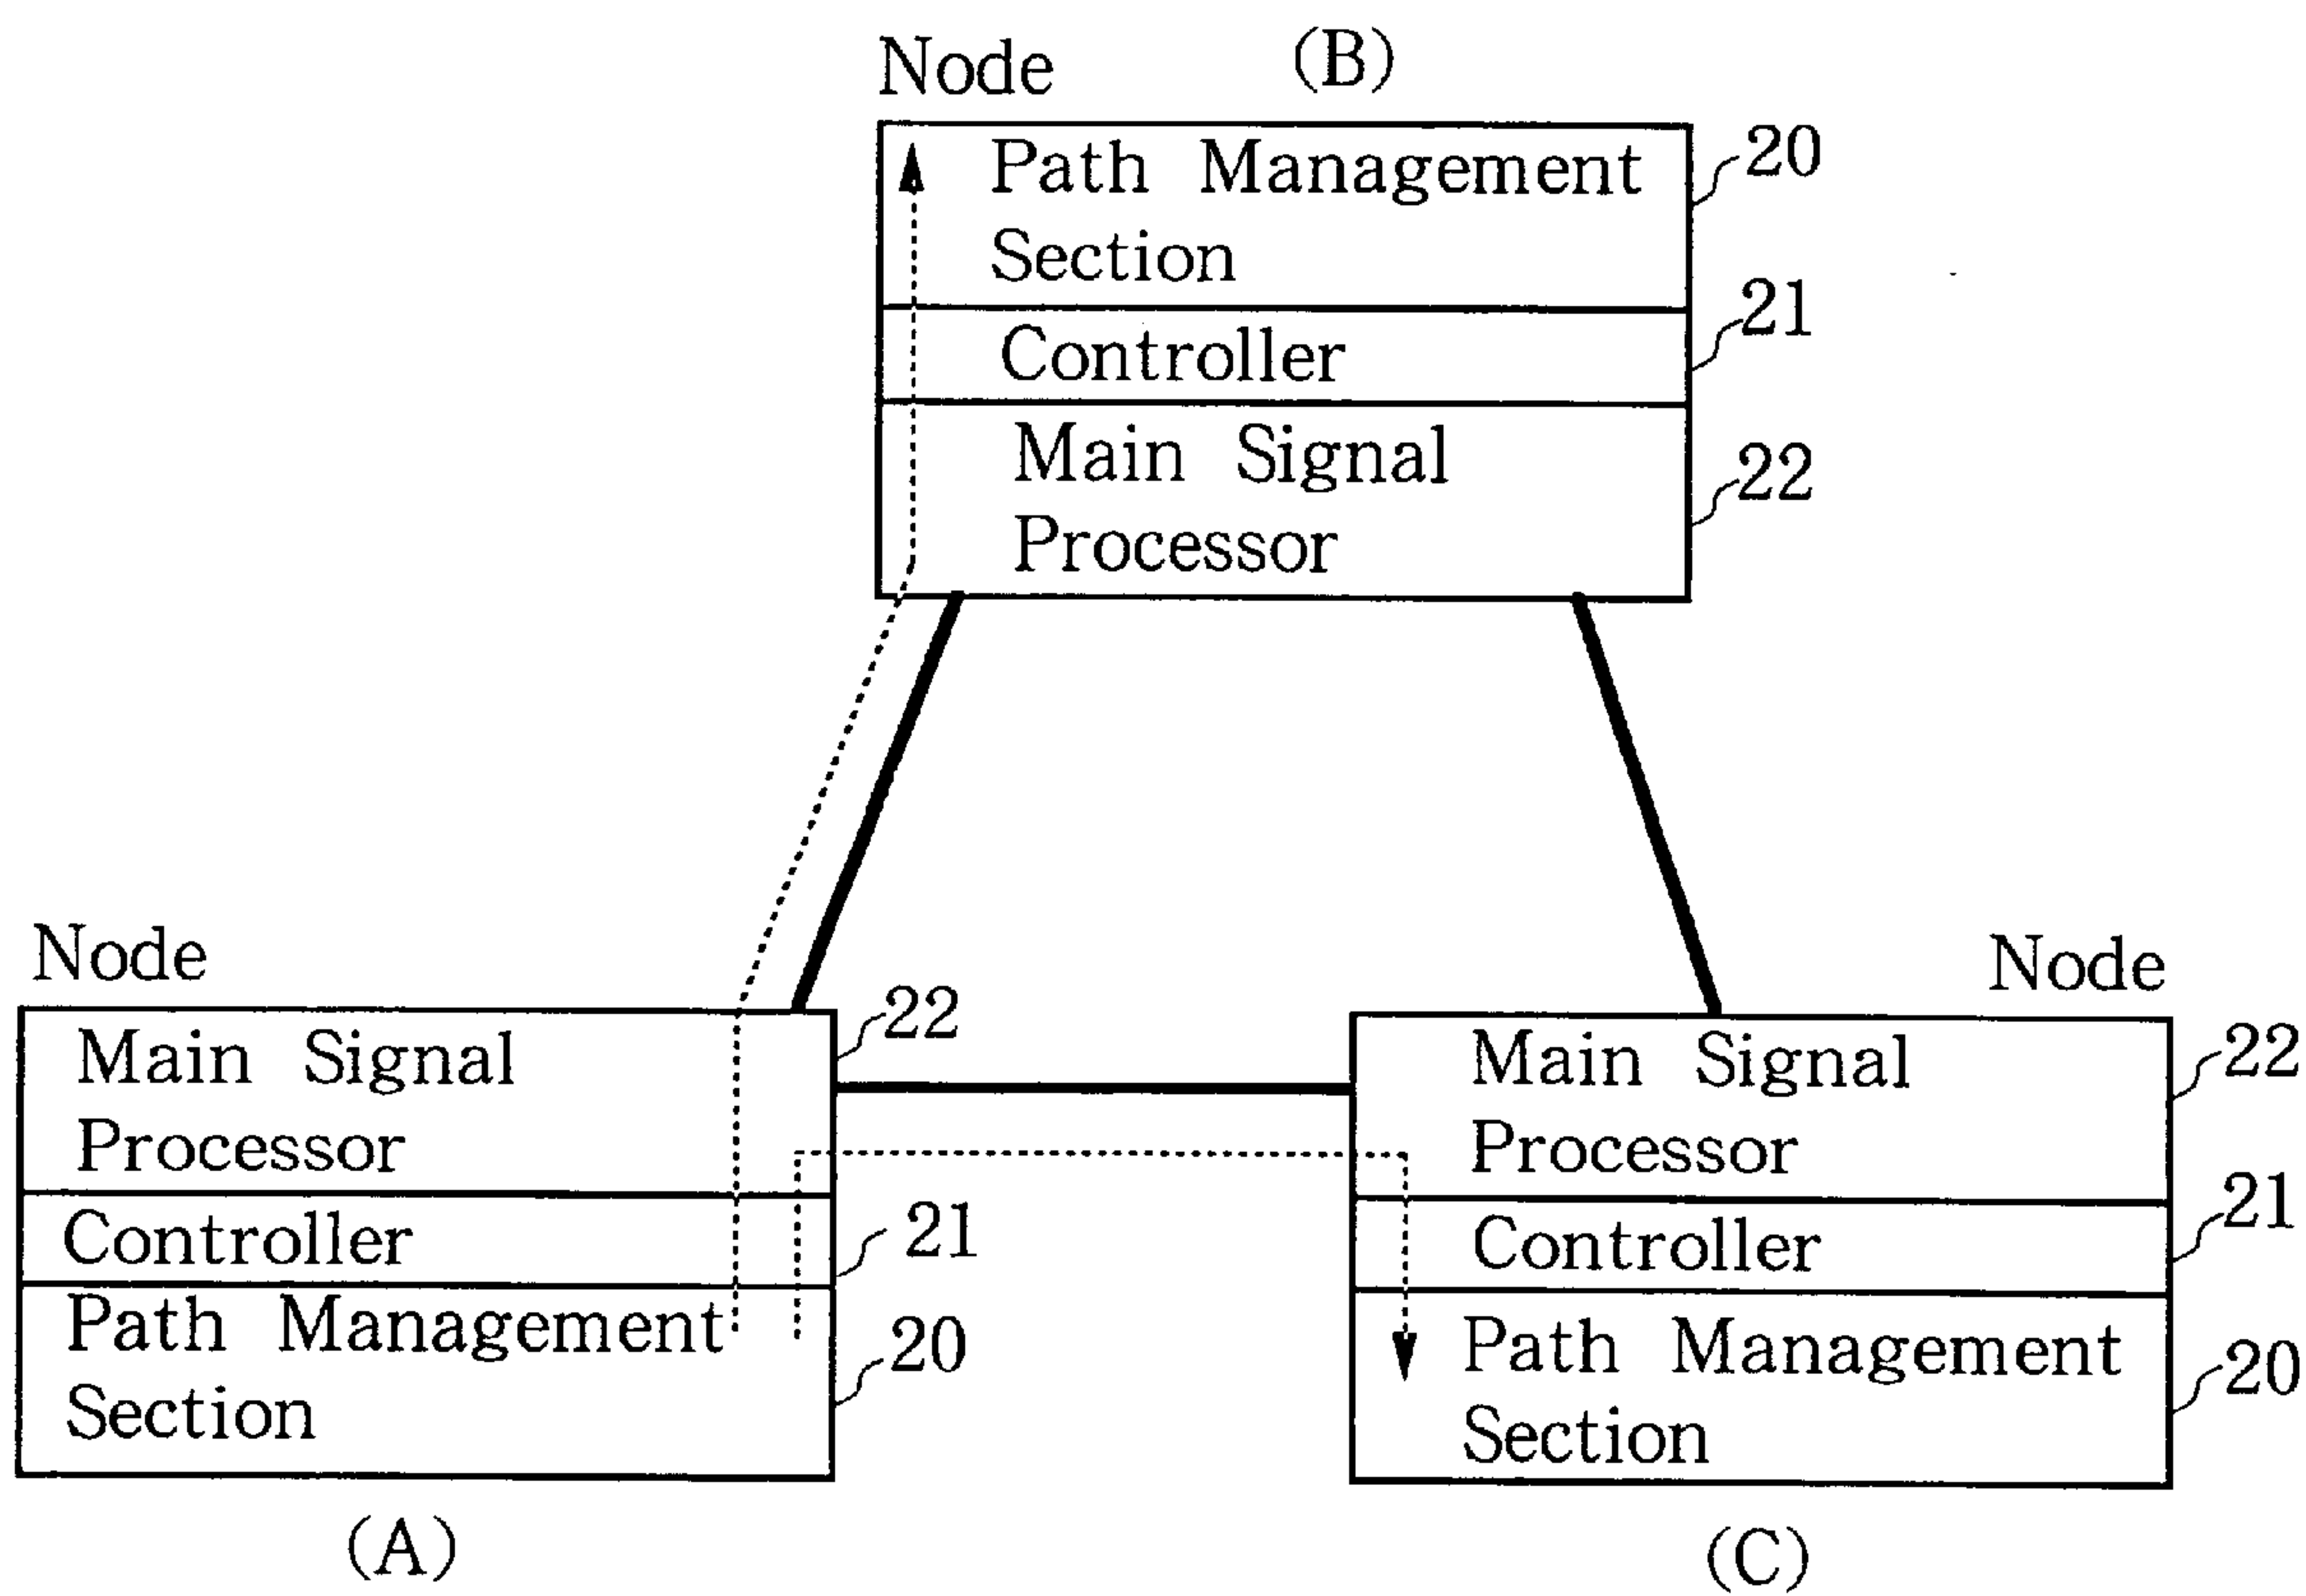 Node (B)
Path Management 20
Section
21
Controller
Main Signal 22
Processor
Node
Main Signal 22
Processor
Controller 21
Path Management 20
Section
(A)
Node
Main Signal 22
Processor
21
Controller
Path Management 20
Section
(C)